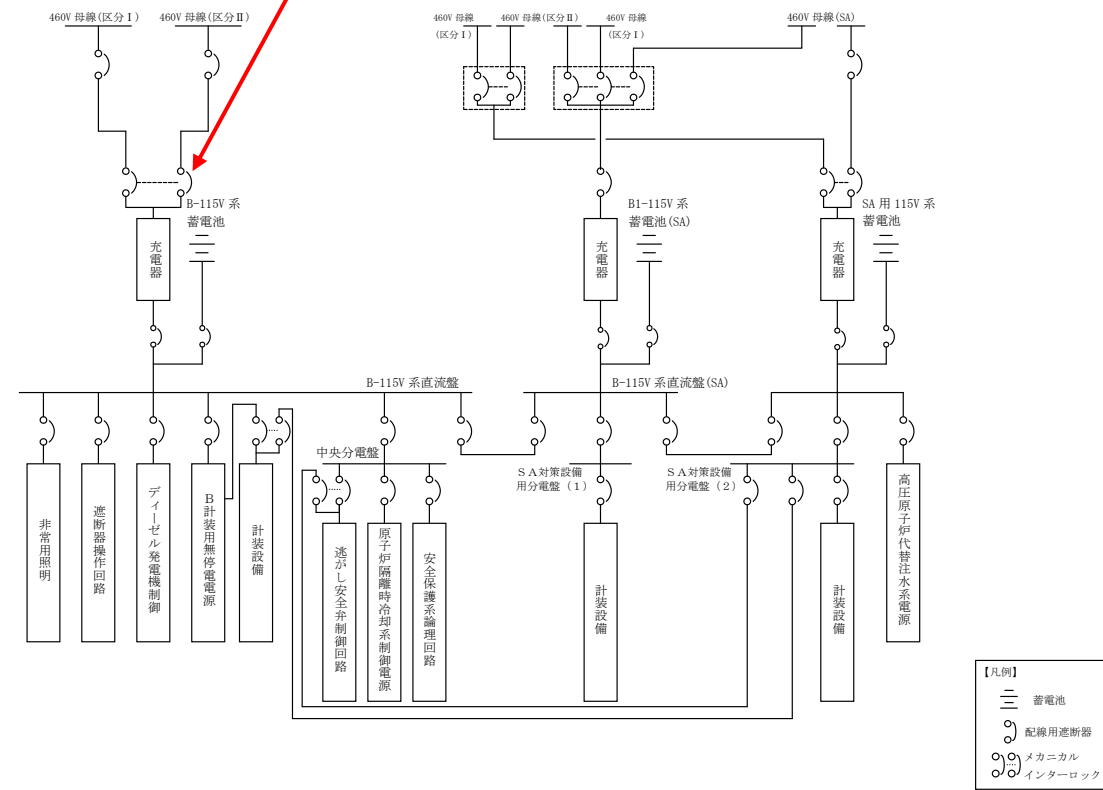 460V 母線(区分Ⅰ)
460V 母線(区分Ⅱ)
460V 母線
(区分Ⅰ)
460V 母線(区分Ⅱ)
460V 母線
(区分Ⅰ)
460V 母線(SA)
B-115V 系
蓄電池
充電器
B1-115V 系
蓄電池(SA)
充電器
SA 用 115V 系
蓄電池
充電器
B-115V 系直流盤
B-115V 系直流盤(SA)
中央分電盤
SA対策設備
用分電盤（1）
SA対策設備
用分電盤（2）
非常用照明
遮断器操作回路
ディーゼル発電機制御
B計装用無停電電源
計装設備
逃がし安全弁制御回路
原子炉隔離時冷却系制御電源
安全保護系論理回路
計装設備
計装設備
高圧原子炉代替注水系電源
【凡例】
蓄電池
配線用遮断器
メカニカル
インターロック